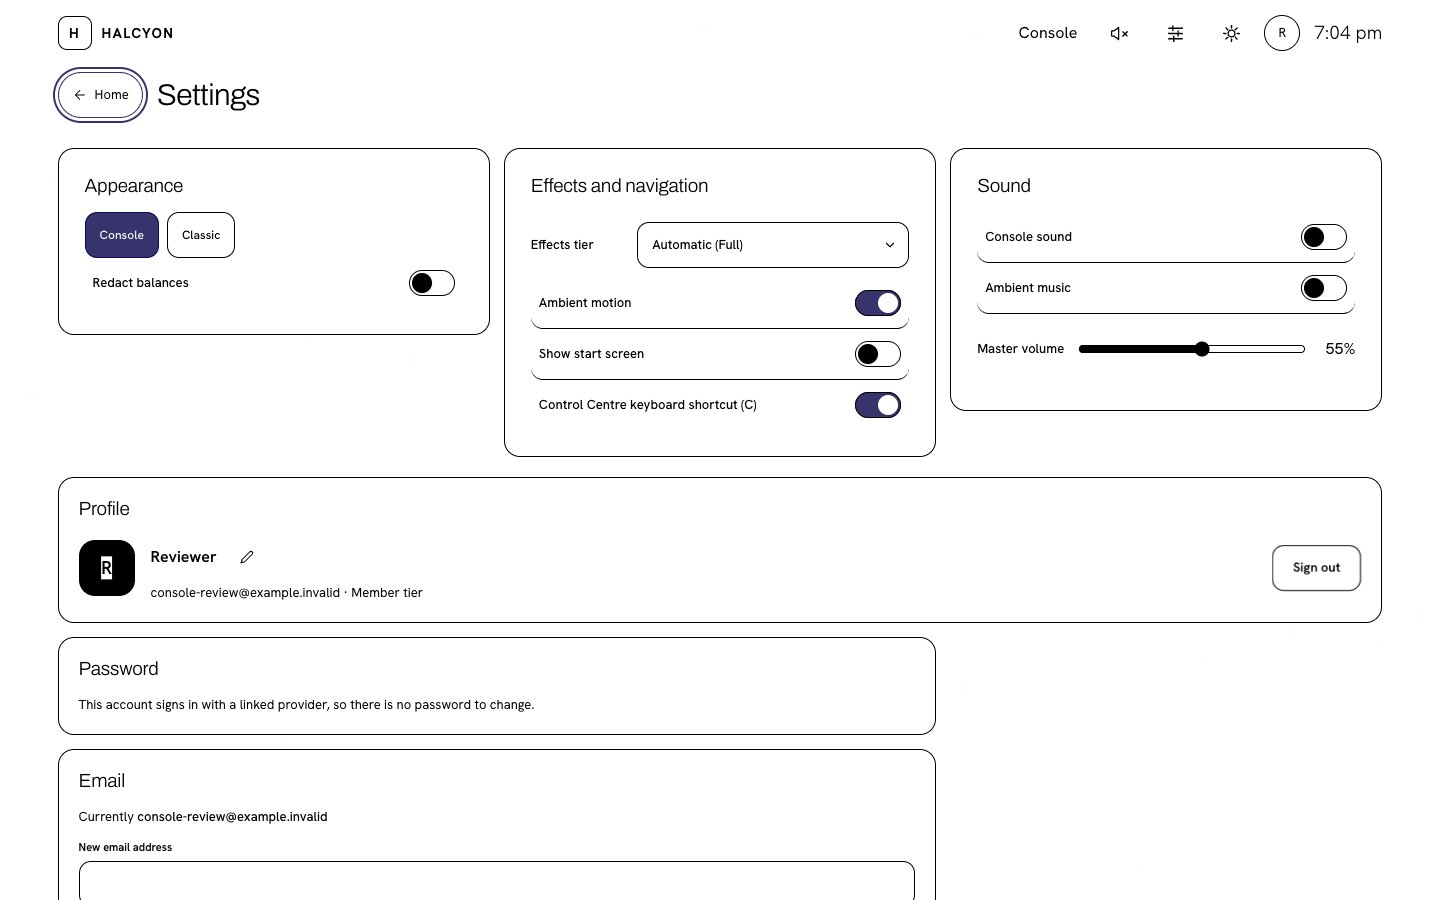 H HALCYON
Console
R 7:04 pm
Home Settings
Appearance
Console Classic
Redact balances
Effects and navigation
Effects tier Automatic (Full)
Ambient motion
Show start screen
Control Centre keyboard shortcut (C)
Sound
Console sound
Ambient music
Master volume 55%
Profile
R
Reviewer
console-review@example.invalid · Member tier
Sign out
Password
This account signs in with a linked provider, so there is no password to change.
Email
Currently console-review@example.invalid
New email address